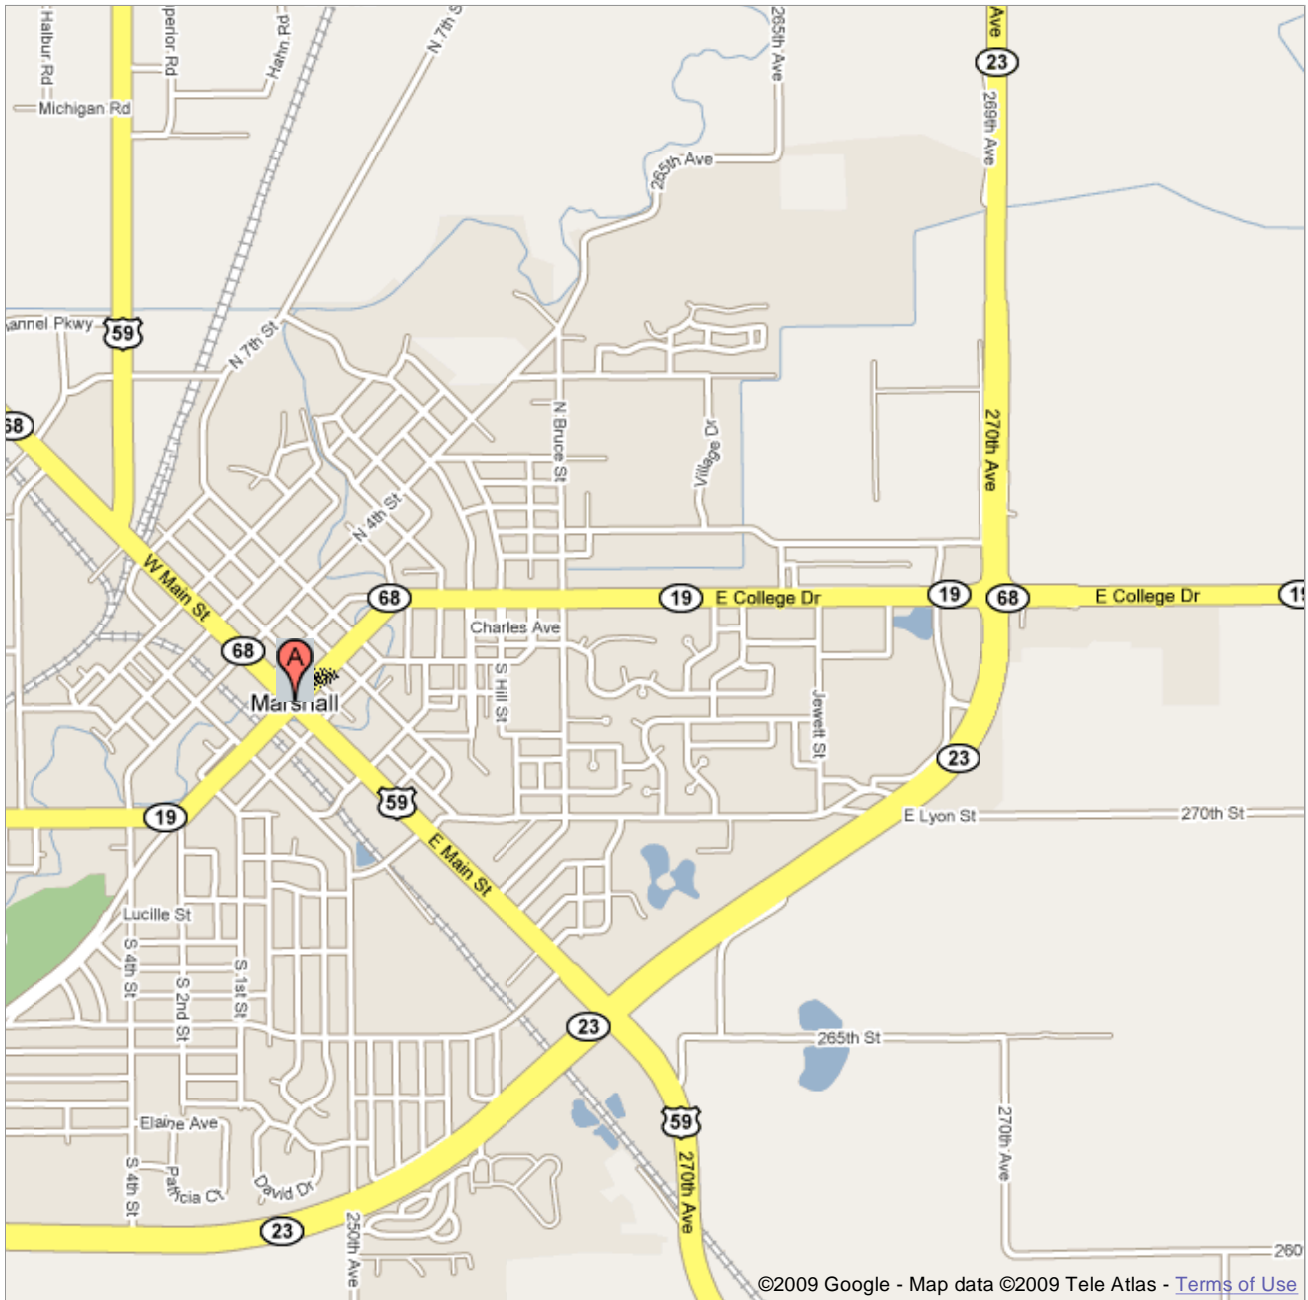 Halbur Rd
perior Rd
Hahn Rd
N 7th S
265th Ave
Ave
23
Michigan Rd
269th Ave
265th Ave
annel Pkwy
59
N 7th St
68
N Bruce St
Village Dr
270th Ave
N 4th St
W Main St
68
19
E College Dr
19
68
E College Dr
19
Charles Ave
68
A
Marshall
S Hill St
Jewett St
23
19
59
E Lyon St
270th St
E Main St
Lucille St
S 4th St
S 2nd St
S 1st St
23
265th St
59
Elaine Ave
270th Ave
S 4th St
Patricia Ct
David Dr
270th Ave
23
250th Ave
260
©2009 Google - Map data ©2009 Tele Atlas - Terms of Use